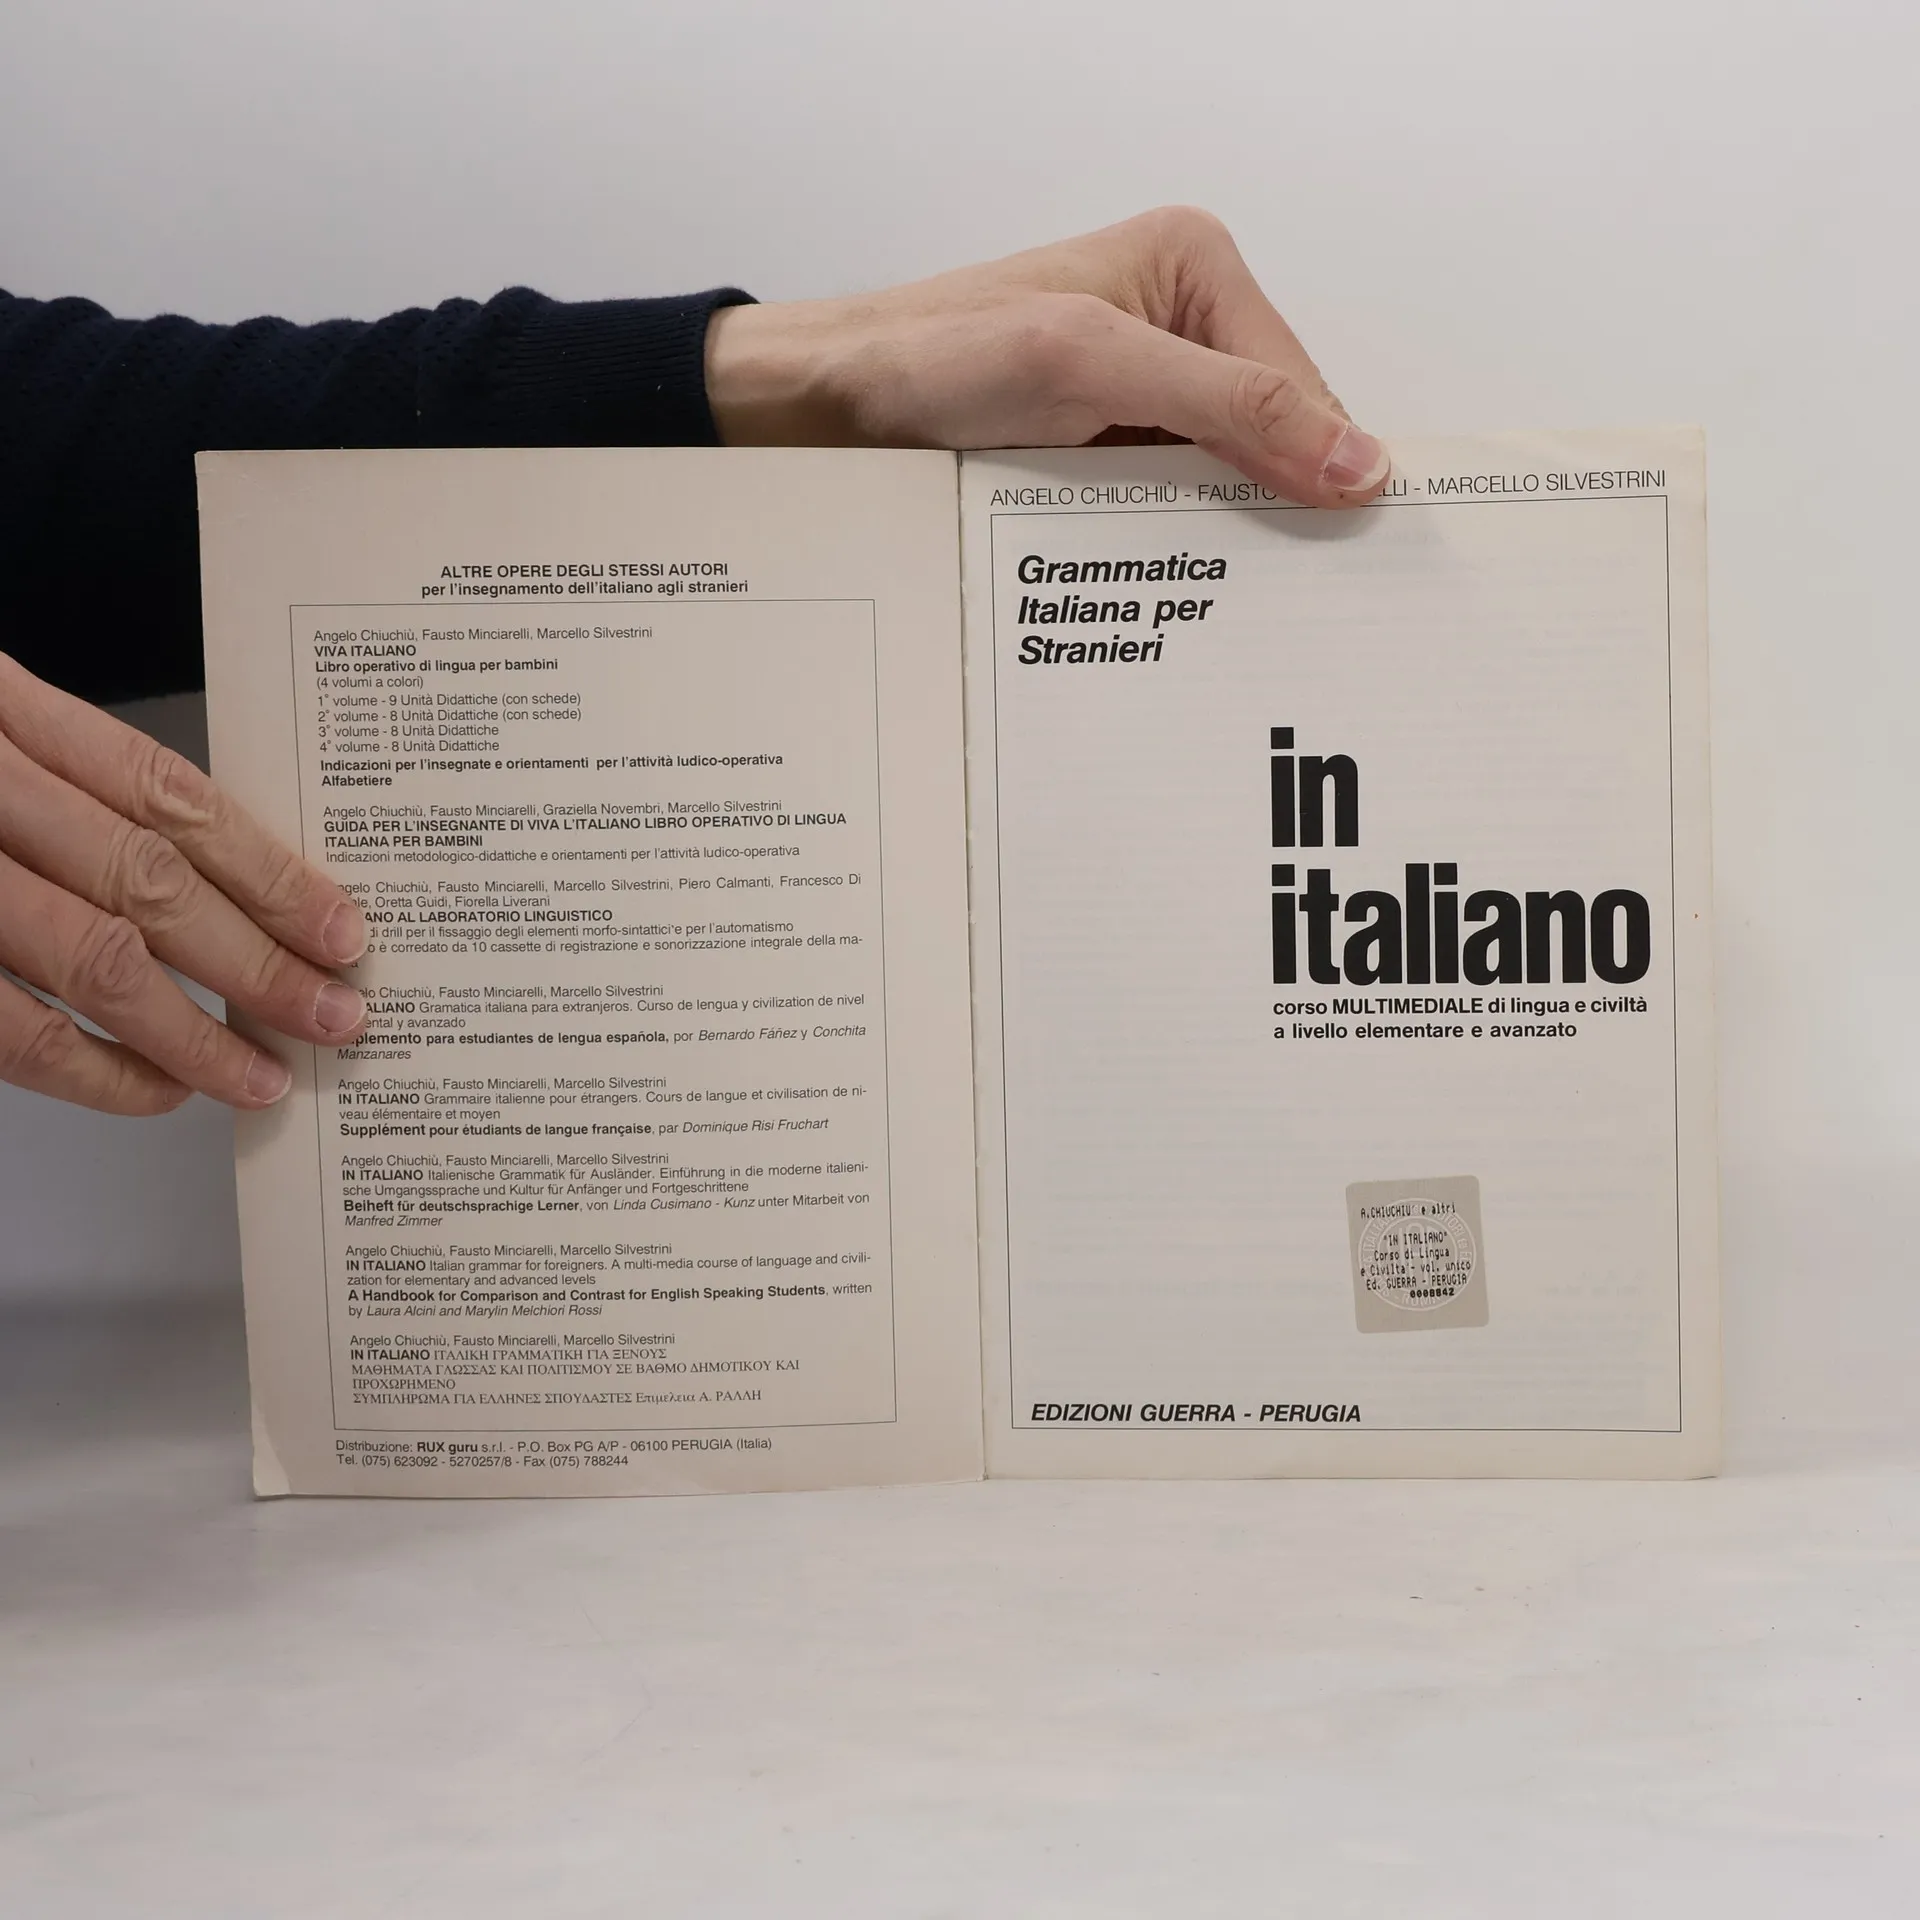 ALTRE OPERE DEGLI STESSI AUTORI
per l'insegnamento dell'italiano agli stranieri
Angelo Chiuchiù, Fausto Minciarelli, Marcello Silvestrini
VIVA ITALIANO
Libro operativo di lingua per bambini
(4 volumi a colori)
1° volume - 9 Unità Didattiche (con schede)
2° volume - 8 Unità Didattiche (con schede)
3° volume - 8 Unità Didattiche
4° volume - 8 Unità Didattiche
Indicazioni per l'insegnate e orientamenti per l'attività ludico-operativa
Alfabetiere
Angelo Chiuchiù, Fausto Minciarelli, Graziella Novembri, Marcello Silvestrini
GUIDA PER L'INSEGNANTE DI VIVA L'ITALIANO LIBRO OPERATIVO DI LINGUA
ITALIANA PER BAMBINI
Indicazioni metodologico-didattiche e orientamenti per l'attività ludico-operativa
Chiuchiù, Fausto Minciarelli, Marcello Silvestrini, Piero Calmanti, Francesco Di
Oretta Guidi, Fiorella Liverani
AL LABORATORIO LINGUISTICO
di drill per il fissaggio degli elementi morfo-sintattici e per l'automatismo
è corredato da 10 cassette di registrazione e sonorizzazione integrale della ma-
Chiuchiù, Fausto Minciarelli, Marcello Silvestrini
Gramatica italiana para extranjeros. Curso de lengua y civilization de nivel
y avanzado
para estudiantes de lengua española, por Bernardo Fáñez y Conchita
Manzanares
Angelo Chiuchiù, Fausto Minciarelli, Marcello Silvestrini
IN ITALIANO Grammaire italienne pour étrangers. Cours de langue et civilisation de ni-
veau élémentaire et moyen
Supplément pour étudiants de langue française, par Dominique Risi Fruchart
Angelo Chiuchiù, Fausto Minciarelli, Marcello Silvestrini
IN ITALIANO Italienische Grammatik für Ausländer. Einführung in die moderne italieni-
sche Umgangssprache und Kultur für Anfänger und Fortgeschrittene
Beiheft für deutschsprachige Lerner, von Linda Cusimano - Kunz unter Mitarbeit von
Manfred Zimmer
Angelo Chiuchiù, Fausto Minciarelli, Marcello Silvestrini
IN ITALIANO Italian grammar for foreigners. A multi-media course of language and civili-
zation for elementary and advanced levels
A Handbook for Comparison and Contrast for English Speaking Students, written
by Laura Alcini and Marylin Melchiori Rossi
Angelo Chiuchiù, Fausto Minciarelli, Marcello Silvestrini
IN ITALIANO ΙΤΑΛΙΚΗ ΓΡΑΜΜΑΤΙΚΗ ΓΙΑ ΞΕΝΟΥΣ
ΜΑΘΗΜΑΤΑ ΓΛΩΣΣΑΣ ΚΑΙ ΠΟΛΙΤΙΣΜΟΥ ΣΕ ΒΑΘΜΟ ΔΗΜΟΤΙΚΟΥ ΚΑΙ
ΠΡΟΧΩΡΗΜΕΝΟ
ΣΥΜΠΛΗΡΩΜΑ ΓΙΑ ΕΛΛΗΝΕΣ ΣΠΟΥΔΑΣΤΕΣ Επιμελεια Α. ΡΑΛΛΗ
Distribuzione: RUX guru s.r.l. - P.O. Box PG A/P - 06100 PERUGIA (Italia)
Tel. (075) 623092 - 5270257/8 - Fax (075) 788244
ANGELO CHIUCHIÙ - FAUSTO - MARCELLO SILVESTRINI
Grammatica
Italiana per
Stranieri
in
italiano
corso MULTIMEDIALE di lingua e civiltà
a livello elementare e avanzato
A.CHIUCHIU' e altri
"IN ITALIANO"
Corso di Lingua
e Civilta'- vol. unico
Ed. GUERRA - PERUGIA
EDIZIONI GUERRA - PERUGIA